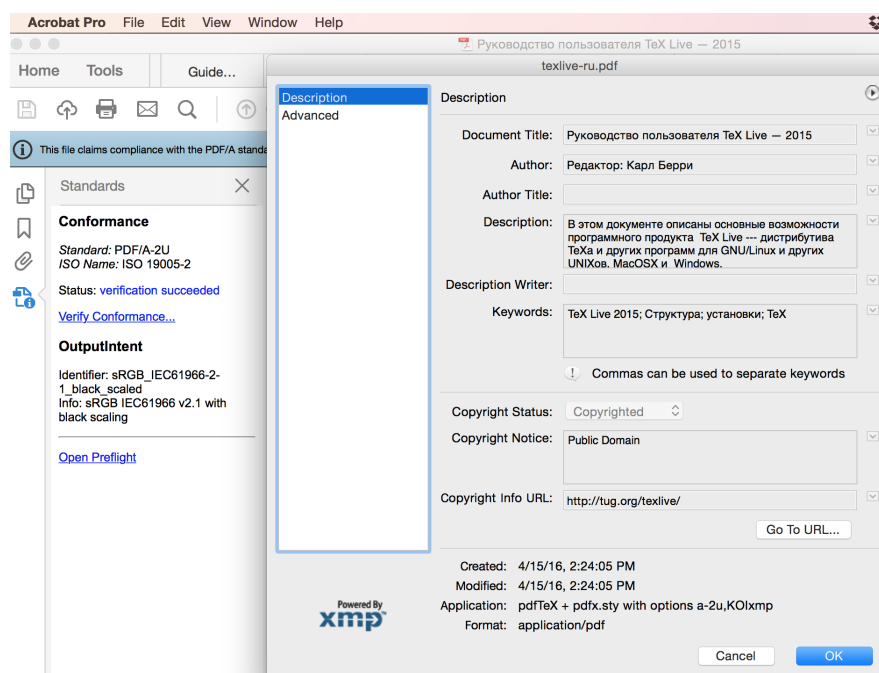 Acrobat Pro File Edit View Window Help
Руководство пользователя TeX Live — 2015
Home Tools Guide...
texlive-ru.pdf
This file claims compliance with the PDF/A standa
Standards
Conformance
Standard: PDF/A-2U
ISO Name: ISO 19005-2
Status: verification succeeded
Verify Conformance...
OutputIntent
Identifier: sRGB_IEC61966-2-
1_black_scaled
Info: sRGB IEC61966 v2.1 with
black scaling
Open Preflight
Description
Advanced
Description
Document Title: Руководство пользователя TeX Live — 2015
Author: Редактор: Карл Берри
Author Title:
Description: В этом документе описаны основные возможности
программного продукта TeX Live --- дистрибутива
TeXа и других программ для GNU/Linux и других
UNIXов, MacOSX и Windows.
Description Writer:
Keywords: TeX Live 2015; Структура; установки; TeX
! Commas can be used to separate keywords
Copyright Status: Copyrighted
Copyright Notice: Public Domain
Copyright Info URL: http://tug.org/texlive/
Go To URL...
Created: 4/15/16, 2:24:05 PM
Modified: 4/15/16, 2:24:05 PM
Application: pdfTeX + pdfx.sty with options a-2u,KOIxmp
Format: application/pdf
Powered By
xmp
Cancel OK